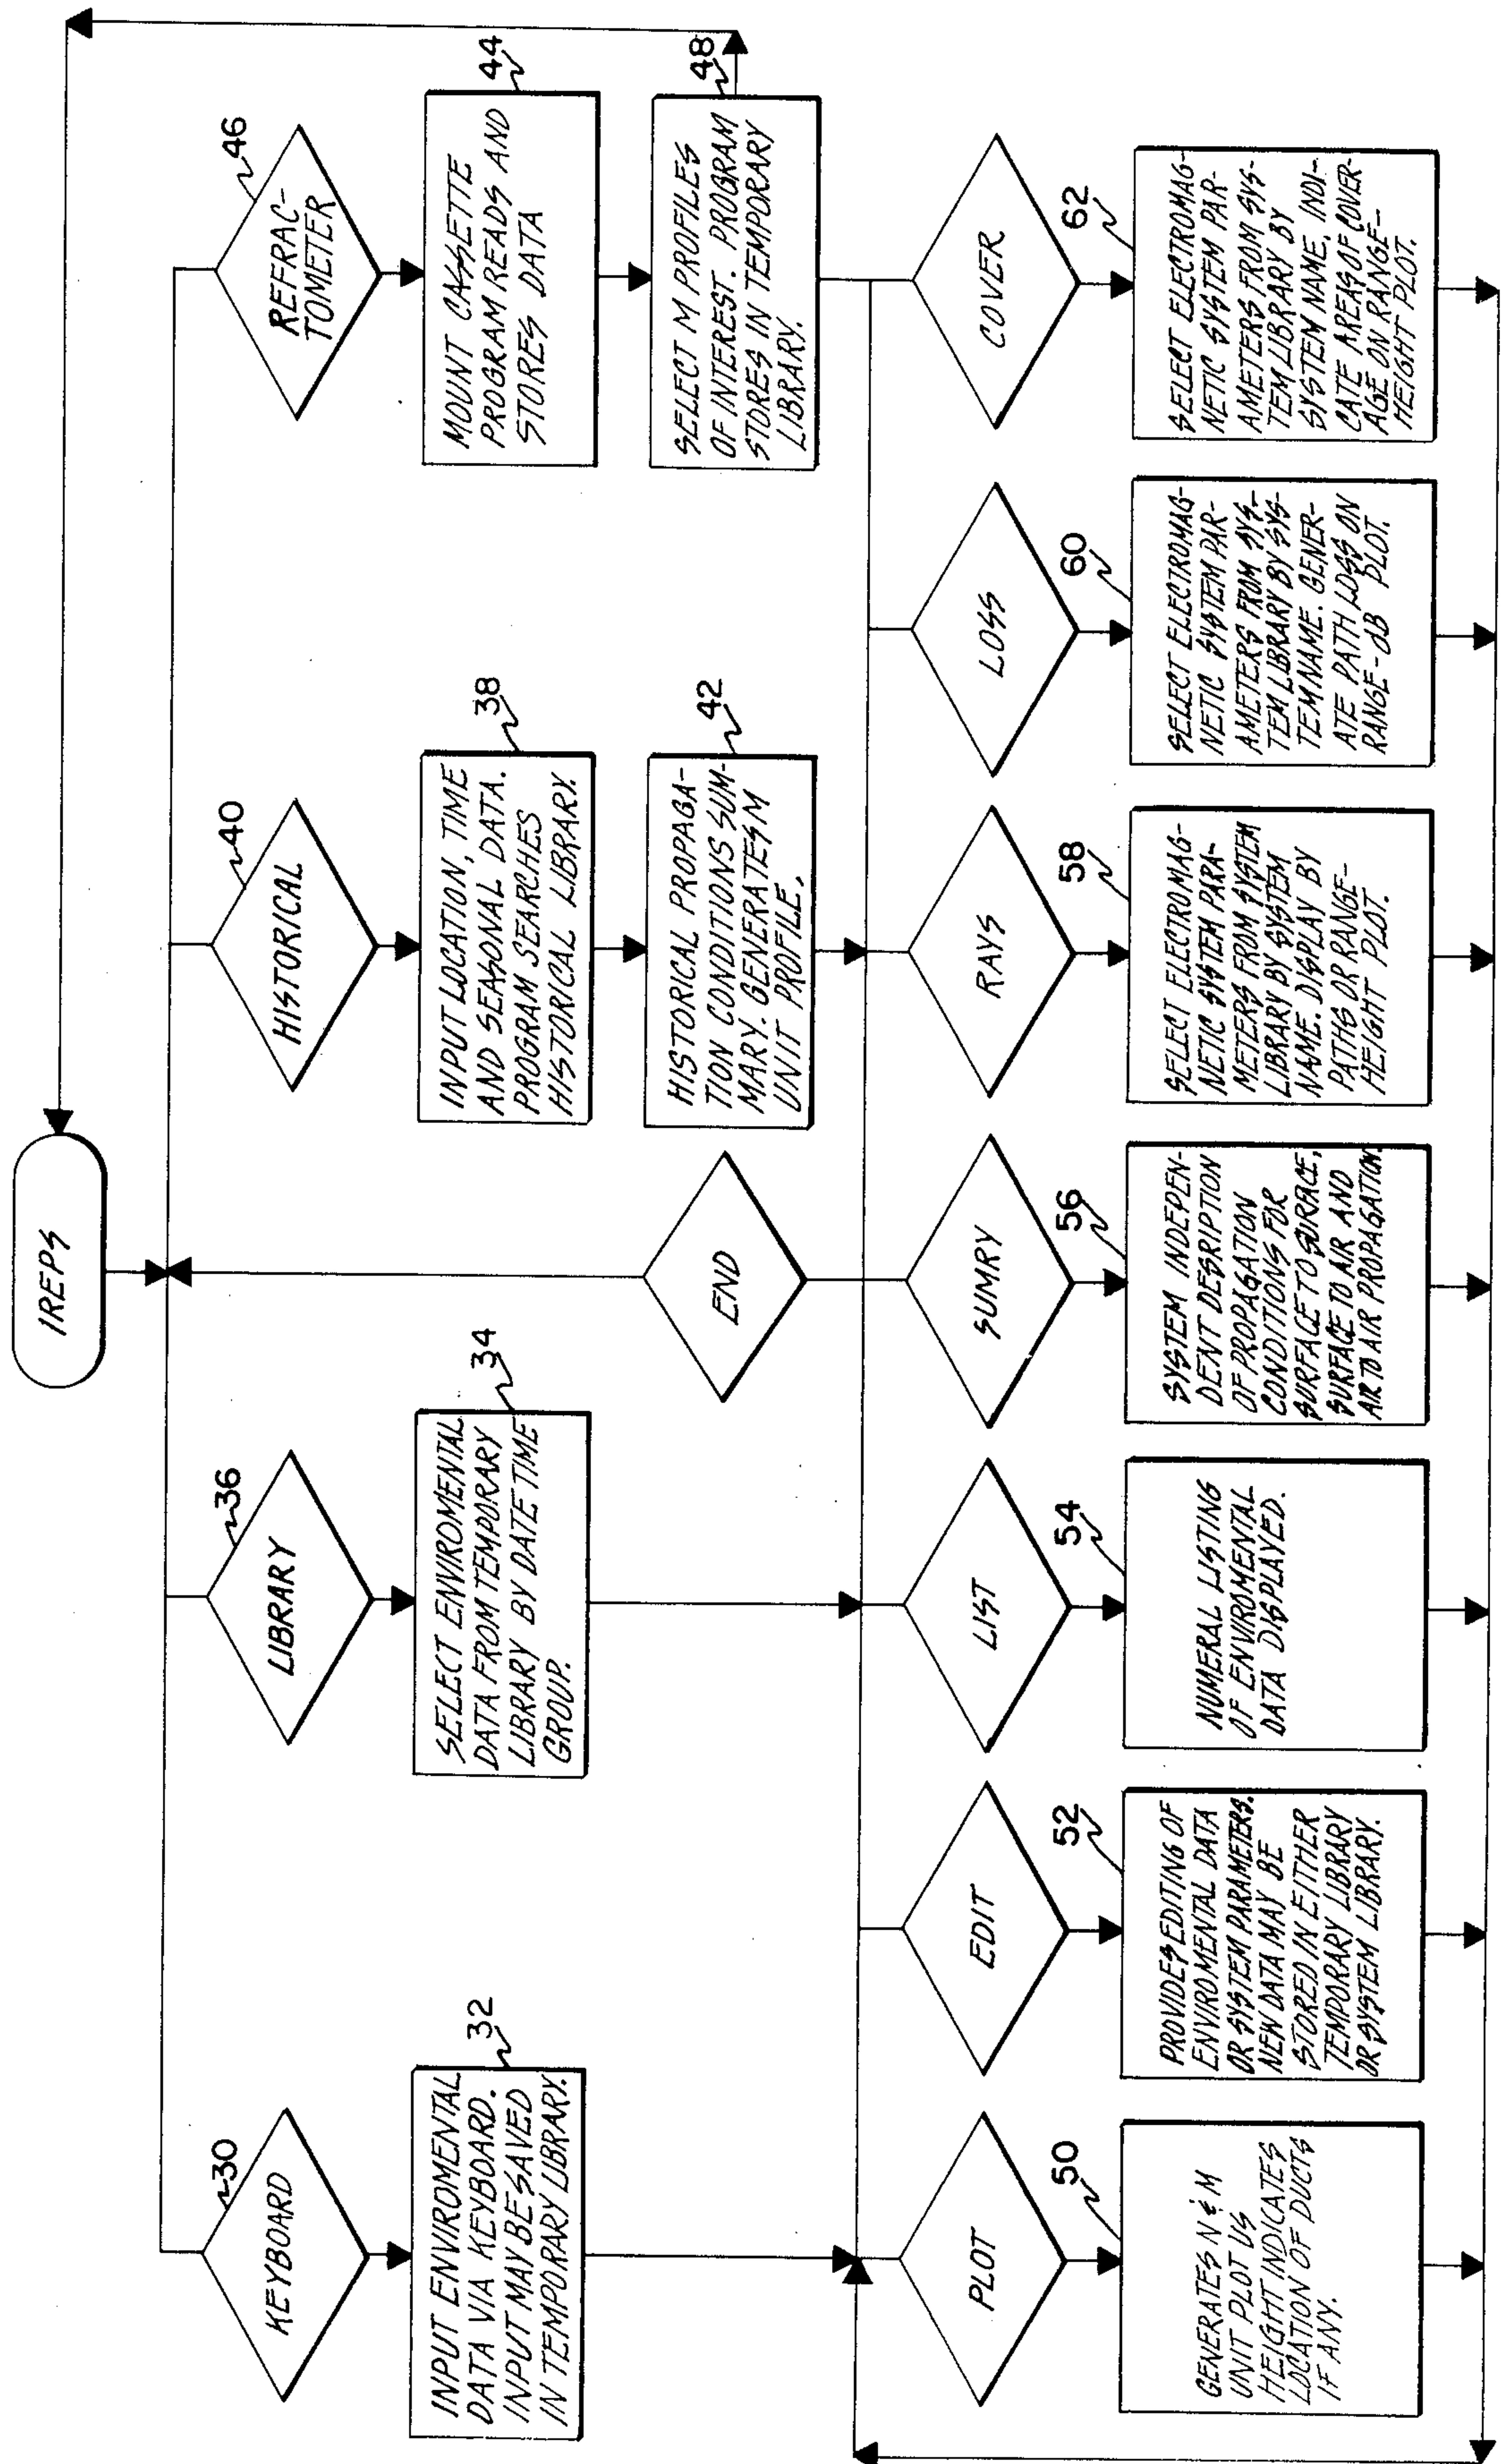 IREPS
30
KEYBOARD
36
LIBRARY
40
HISTORICAL
46
REFRAC-
TOMETER
32
INPUT ENVIROMENTAL
DATA VIA KEYBOARD.
INPUT MAY BE SAVED
IN TEMPORARY LIBRARY.
34
SELECT ENVIROMENTAL
DATA FROM TEMPORARY
LIBRARY BY DATE TIME
GROUP.
38
INPUT LOCATION, TIME
AND SEASONAL DATA.
PROGRAM SEARCHES
HISTORICAL LIBRARY.
44
MOUNT CASSETTE
PROGRAM READS AND
STORES DATA
END
42
HISTORICAL PROPAGA-
TION CONDITIONS SUM-
MARY. GENERATES M
UNIT PROFILE.
48
SELECT M PROFILES
OF INTEREST. PROGRAM
STORES IN TEMPORARY
LIBRARY.
PLOT
EDIT
LIST
SUMRY
RAYS
LOSS
COVER
50
GENERATES N & M
UNIT PLOT US
HEIGHT INDICATES
LOCATION OF DUCTS
IF ANY.
52
PROVIDES EDITING OF
ENVIROMENTAL DATA
OR SYSTEM PARAMETERS.
NEW DATA MAY BE
STORED IN EITHER
TEMPORARY LIBRARY
OR SYSTEM LIBRARY.
54
NUMERAL LISTING
OF ENVIROMENTAL
DATA DISPLAYED.
56
SYSTEM INDEPEN-
DENT DESRIPTION
OF PROPAGATION
CONDITIONS FOR
SURFACE TO SURFACE,
SURFACE TO AIR AND
AIR TO AIR PROPAGATION.
58
SELECT ELECTROMAG-
NETIC SYSTEM PARA-
METERS FROM SYSTEM
LIBRARY BY SYSTEM
NAME. DISPLAY BY
PATHS OR RANGE-
HEIGHT PLOT.
60
SELECT ELECTROMAG-
NETIC SYSTEM PAR-
AMETERS FROM SYS-
TEM LIBRARY BY SYS-
TEM NAME. GENER-
ATE PATH LOSS ON
RANGE-dB PLOT.
62
SELECT ELECTROMAG-
NETIC SYSTEM PAR-
AMETERS FROM SYS-
TEM LIBRARY BY
SYSTEM NAME. INDI-
CATE AREAS OF COVER-
AGE ON RANGE-
HEIGHT PLOT.